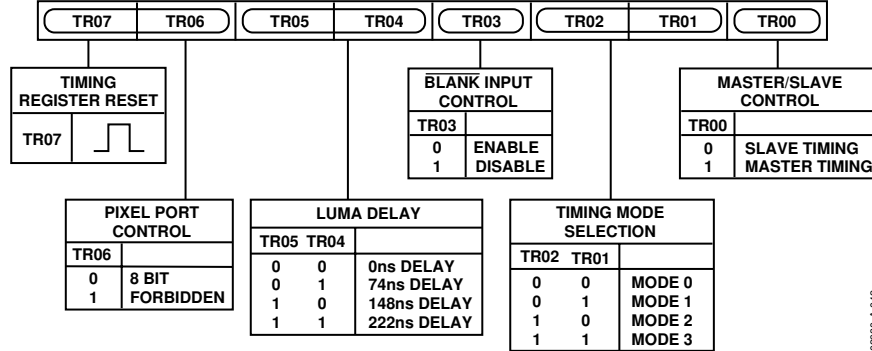 TR07 TR06 TR05 TR04 TR03 TR02 TR01 TR00
TIMING
REGISTER RESET
TR07
BLANK INPUT
CONTROL
TR03
0 ENABLE
1 DISABLE
MASTER/SLAVE
CONTROL
TR00
0 SLAVE TIMING
1 MASTER TIMING
PIXEL PORT
CONTROL
TR06
0 8 BIT
1 FORBIDDEN
LUMA DELAY
TR05 TR04
0 0 0ns DELAY
0 1 74ns DELAY
1 0 148ns DELAY
1 1 222ns DELAY
TIMING MODE
SELECTION
TR02 TR01
0 0 MODE 0
0 1 MODE 1
1 0 MODE 2
1 1 MODE 3